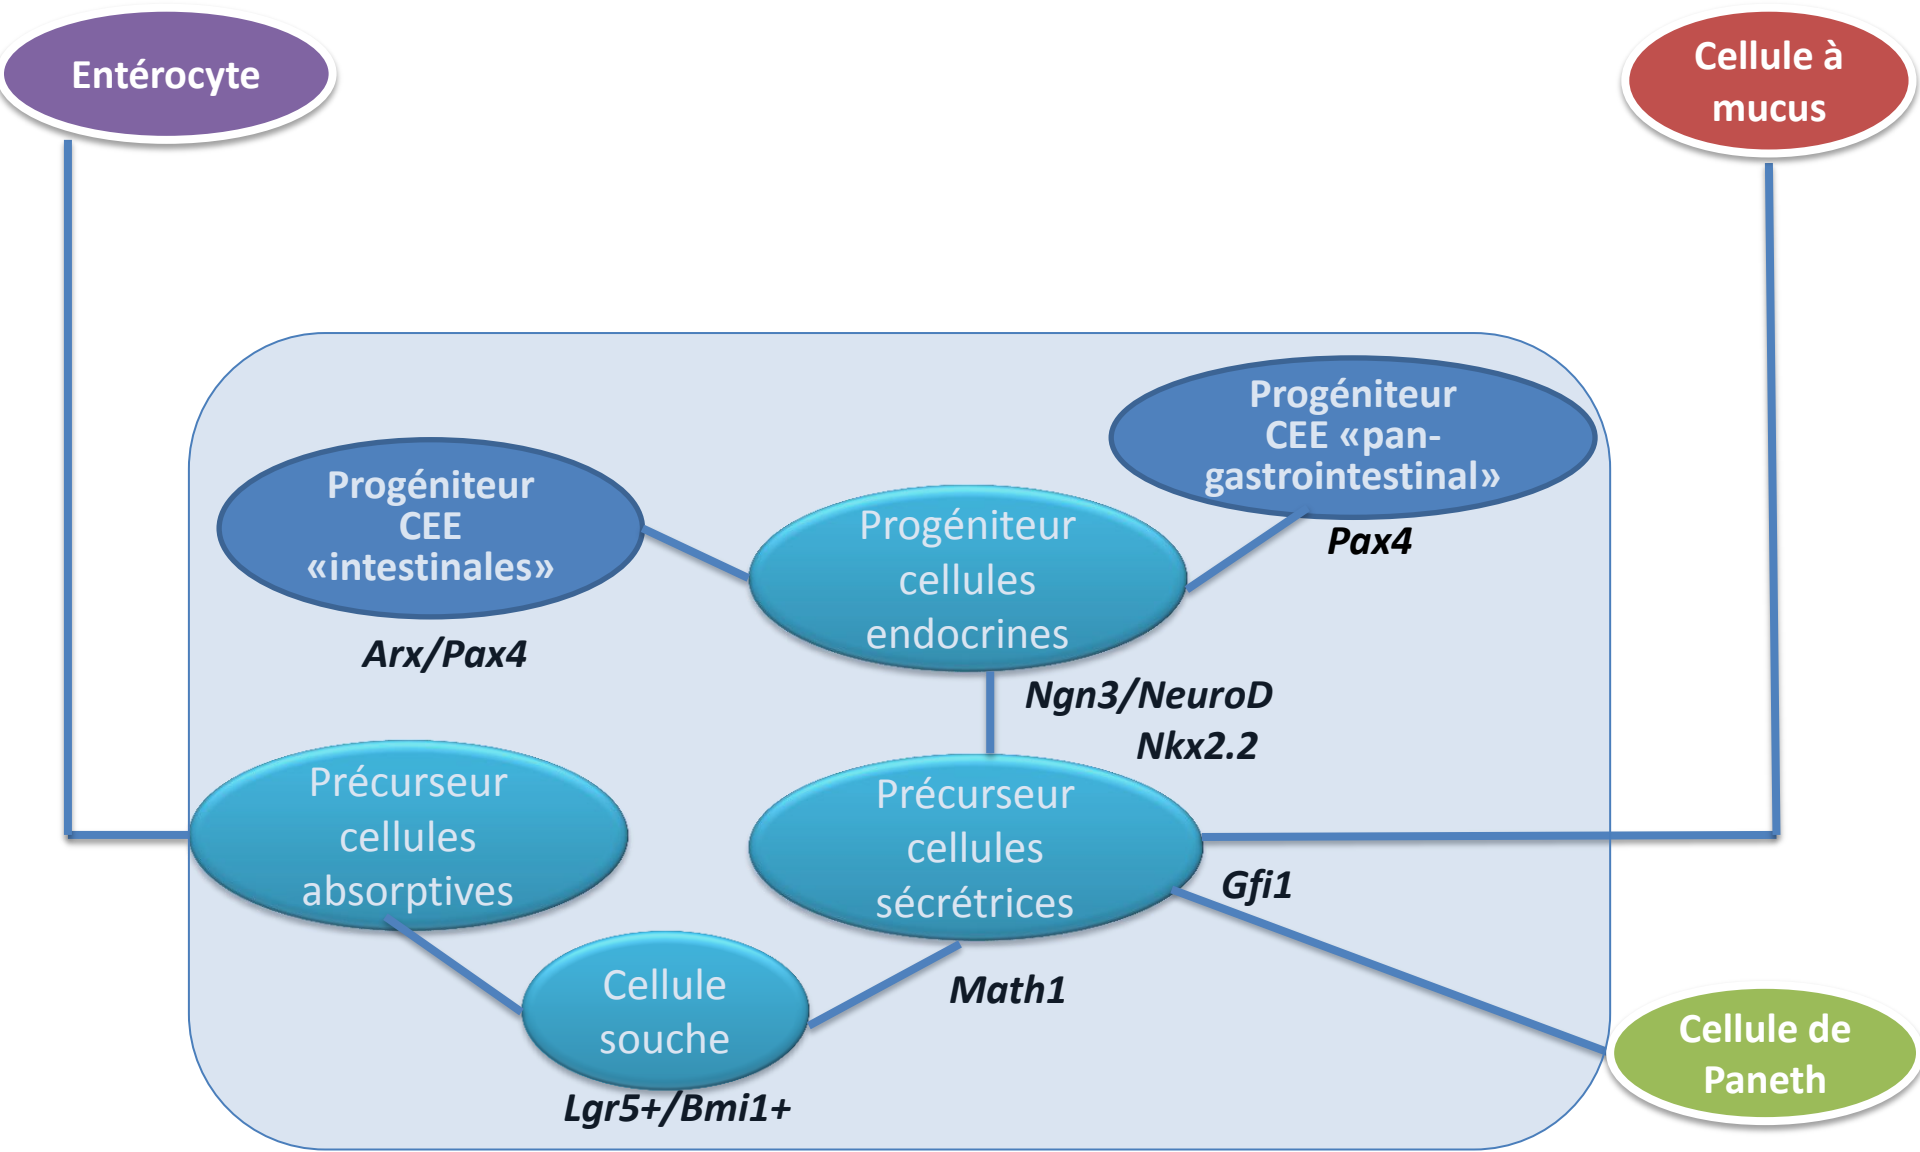 Entérocyte
Cellule à
mucus
Progéniteur
CEE «pan-
gastrointestinal»
Pax4
Progéniteur
CEE
«intestinales»
Arx/Pax4
Progéniteur
cellules
endocrines
Ngn3/NeuroD
Nkx2.2
Précurseur
cellules
absorptives
Précurseur
cellules
sécrétrices
Gfi1
Math1
Cellule
souche
Lgr5+/Bmi1+
Cellule de
Paneth